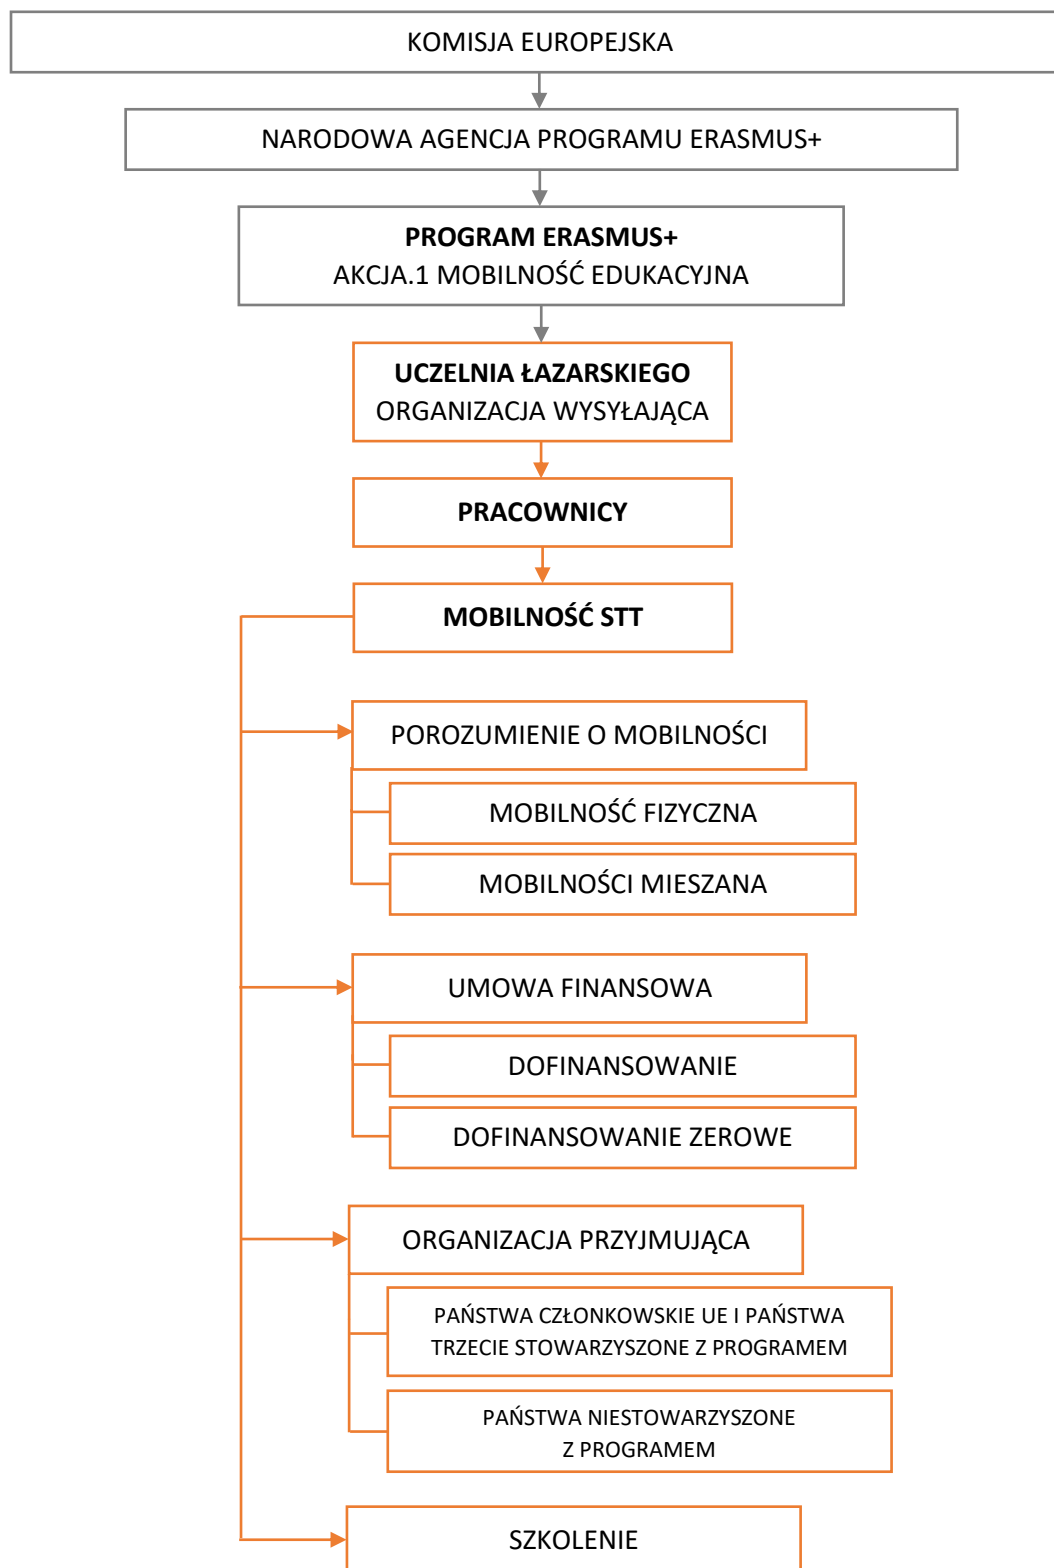 KOMISJA EUROPEJSKA
NARODOWA AGENCJA PROGRAMU ERASMUS+
PROGRAM ERASMUS+
AKCJA.1 MOBILNOŚĆ EDUKACYJNA
UCZELNIA ŁAZARSKIEGO
ORGANIZACJA WYSYŁAJĄCA
PRACOWNICY
MOBILNOŚĆ STT
POROZUMIENIE O MOBILNOŚCI
MOBILNOŚĆ FIZYCZNA
MOBILNOŚCI MIESZANA
UMOWA FINANSOWA
DOFINANSOWANIE
DOFINANSOWANIE ZEROWE
ORGANIZACJA PRZYJMUJĄCA
PAŃSTWA CZŁONKOWSKIE UE I PAŃSTWA
TRZECIE STOWARZYSZONE Z PROGRAMEM
PAŃSTWA NIESTOWARZYSZONE
Z PROGRAMEM
SZKOLENIE